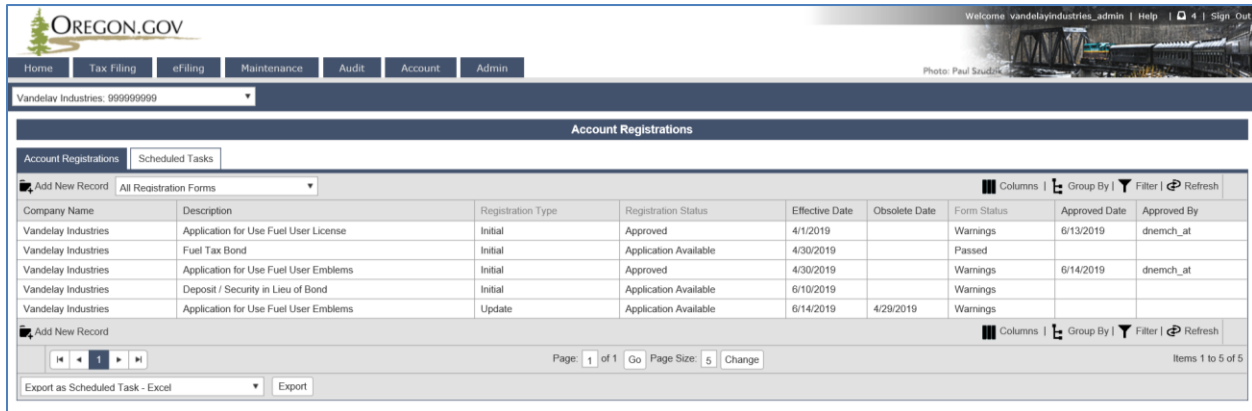 OREGON.GOV
Welcome vandelayindustries_admin | Help | 4 | Sign Out
Home Tax Filing eFiling Maintenance Audit Account Admin
Photo: Paul
Vandelay Industries; 999999999
Account Registrations
Account Registrations Scheduled Tasks
Add New Record All Registration Forms Columns | Group By | Filter | Refresh
Company Name Description Registration Type Registration Status Effective Date Obsolete Date Form Status Approved Date Approved By
Vandelay Industries Application for Use Fuel User License Initial Approved 4/1/2019 Warnings 6/13/2019 dnemch_at
Vandelay Industries Fuel Tax Bond Initial Application Available 4/30/2019 Passed
Vandelay Industries Application for Use Fuel User Emblems Initial Approved 4/30/2019 Warnings 6/14/2019 dnemch_at
Vandelay Industries Deposit / Security in Lieu of Bond Initial Application Available 6/10/2019 Warnings
Vandelay Industries Application for Use Fuel User Emblems Update Application Available 6/14/2019 4/29/2019 Warnings
Add New Record Columns | Group By | Filter | Refresh
1 Page: 1 of 1 Go Page Size: 5 Change Items 1 to 5 of 5
Export as Scheduled Task - Excel Export